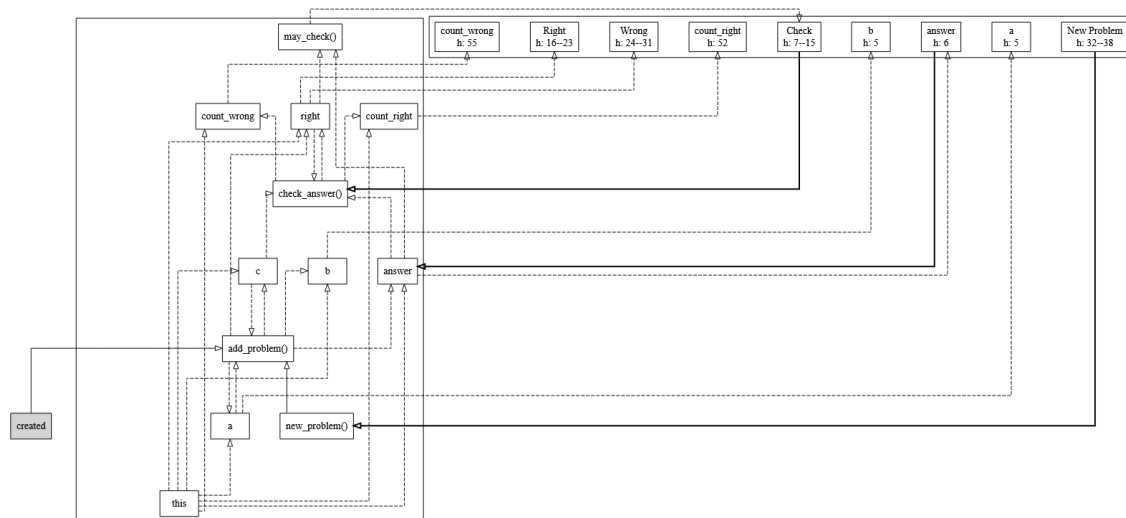 may_check()
count_wrong
h: 55
Right
h: 16--23
Wrong
h: 24--31
count_right
h: 52
Check
h: 7--15
b
h: 5
answer
h: 6
a
h: 5
New Problem
h: 32--38
count_wrong
right
count_right
check_answer()
c
b
answer
add_problem()
created
a
new_problem()
this